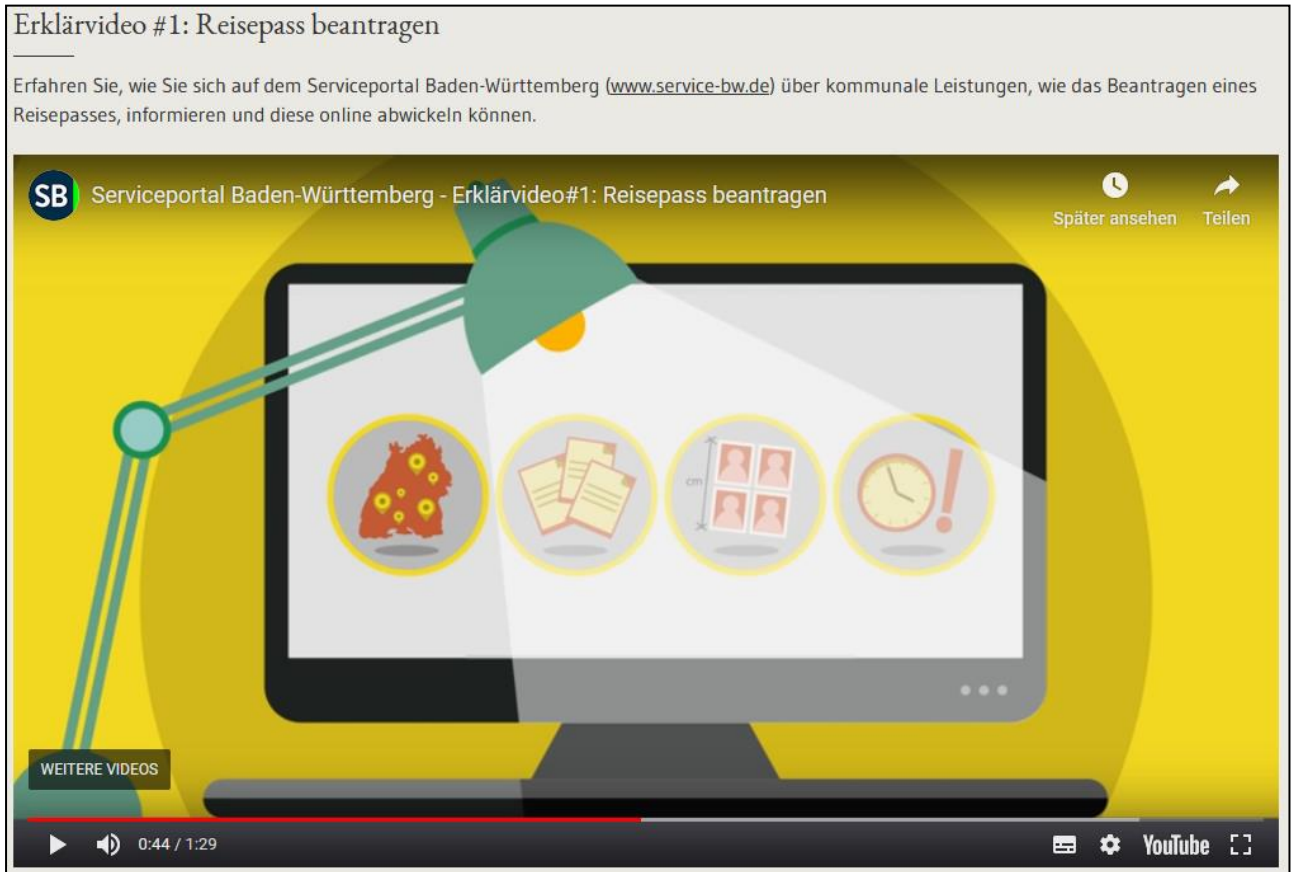 Erklärvideo #1: Reisepass beantragen
Erfahren Sie, wie Sie sich auf dem Serviceportal Baden-Württemberg (www.service-bw.de) über kommunale Leistungen, wie das Beantragen eines
Reisepasses, informieren und diese online abwickeln können.
SB Serviceportal Baden-Württemberg - Erklärvideo#1: Reisepass beantragen
Später ansehen Teilen
cm
WEITERE VIDEOS
0:44 / 1:29 YouTube